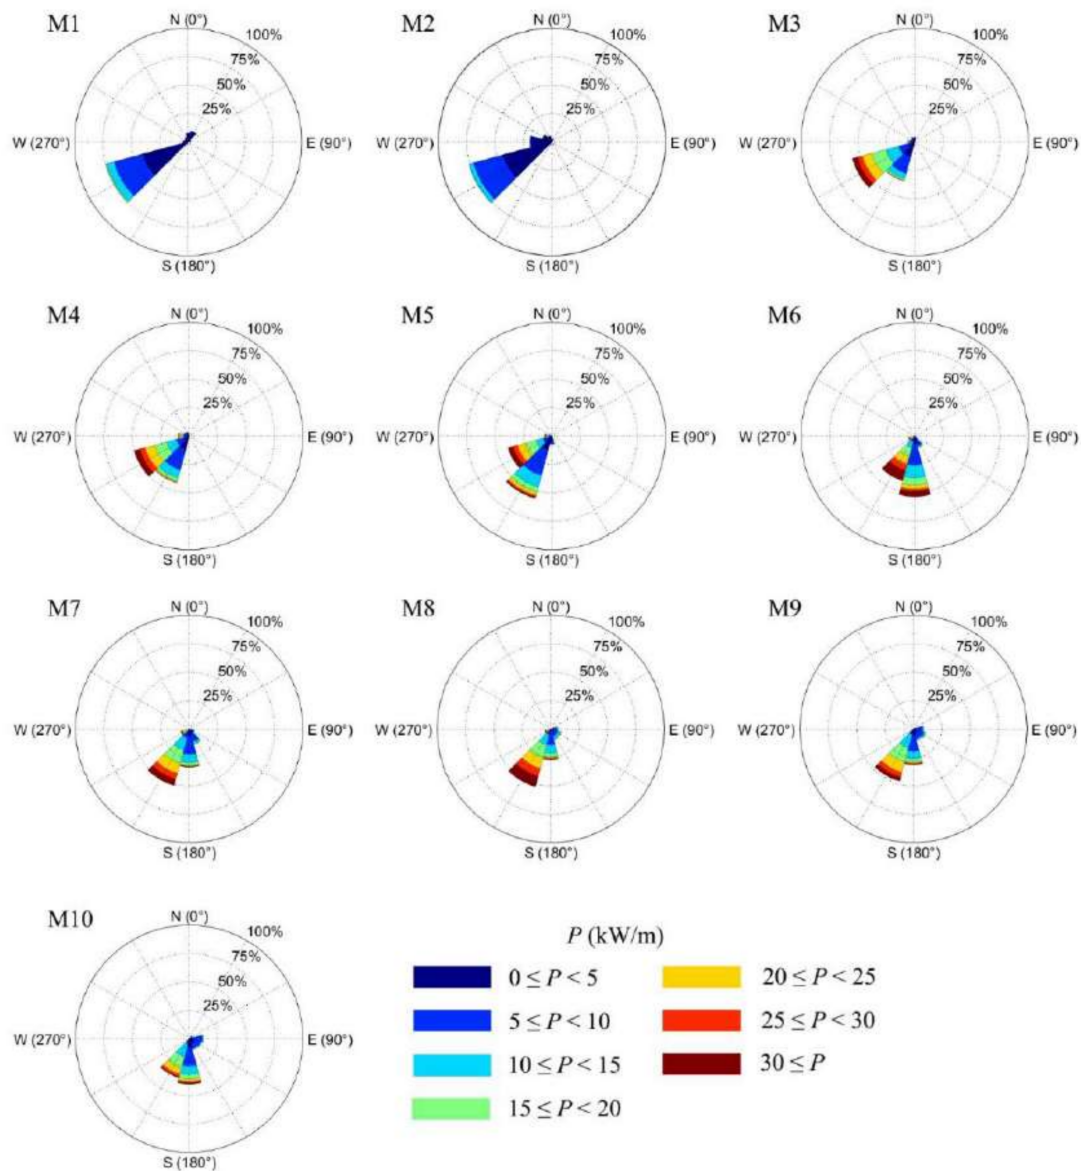 M1
N (0°)
100%
75%
50%
25%
W (270°)
E (90°)
S (180°)
M2
N (0°)
100%
75%
50%
25%
W (270°)
E (90°)
S (180°)
M3
N (0°)
100%
75%
50%
25%
W (270°)
E (90°)
S (180°)
M4
N (0°)
100%
75%
50%
25%
W (270°)
E (90°)
S (180°)
M5
N (0°)
100%
75%
50%
25%
W (270°)
E (90°)
S (180°)
M6
N (0°)
100%
75%
50%
25%
W (270°)
E (90°)
S (180°)
M7
N (0°)
100%
75%
50%
25%
W (270°)
E (90°)
S (180°)
M8
N (0°)
100%
75%
50%
25%
W (270°)
E (90°)
S (180°)
M9
N (0°)
100%
75%
50%
25%
W (270°)
E (90°)
S (180°)
M10
N (0°)
100%
75%
50%
25%
W (270°)
E (90°)
S (180°)
P (kW/m)
0 ≤ P < 5
5 ≤ P < 10
10 ≤ P < 15
15 ≤ P < 20
20 ≤ P < 25
25 ≤ P < 30
30 ≤ P